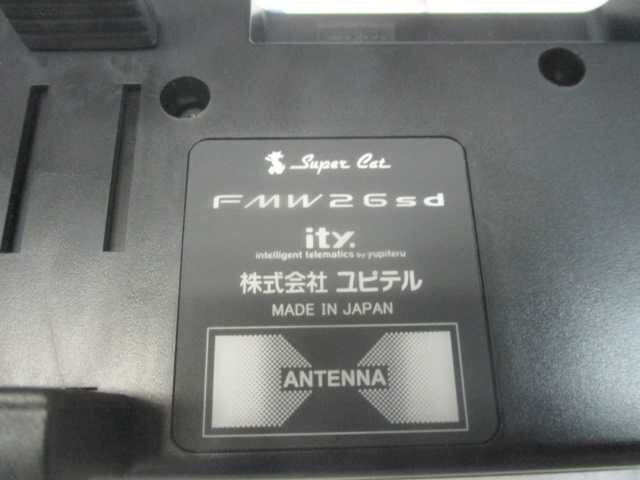 Super Cat
FMW26sd
ity.
intelligent telematics by yupiteru
株式会社 ユピテル
MADE IN JAPAN
ANTENNA